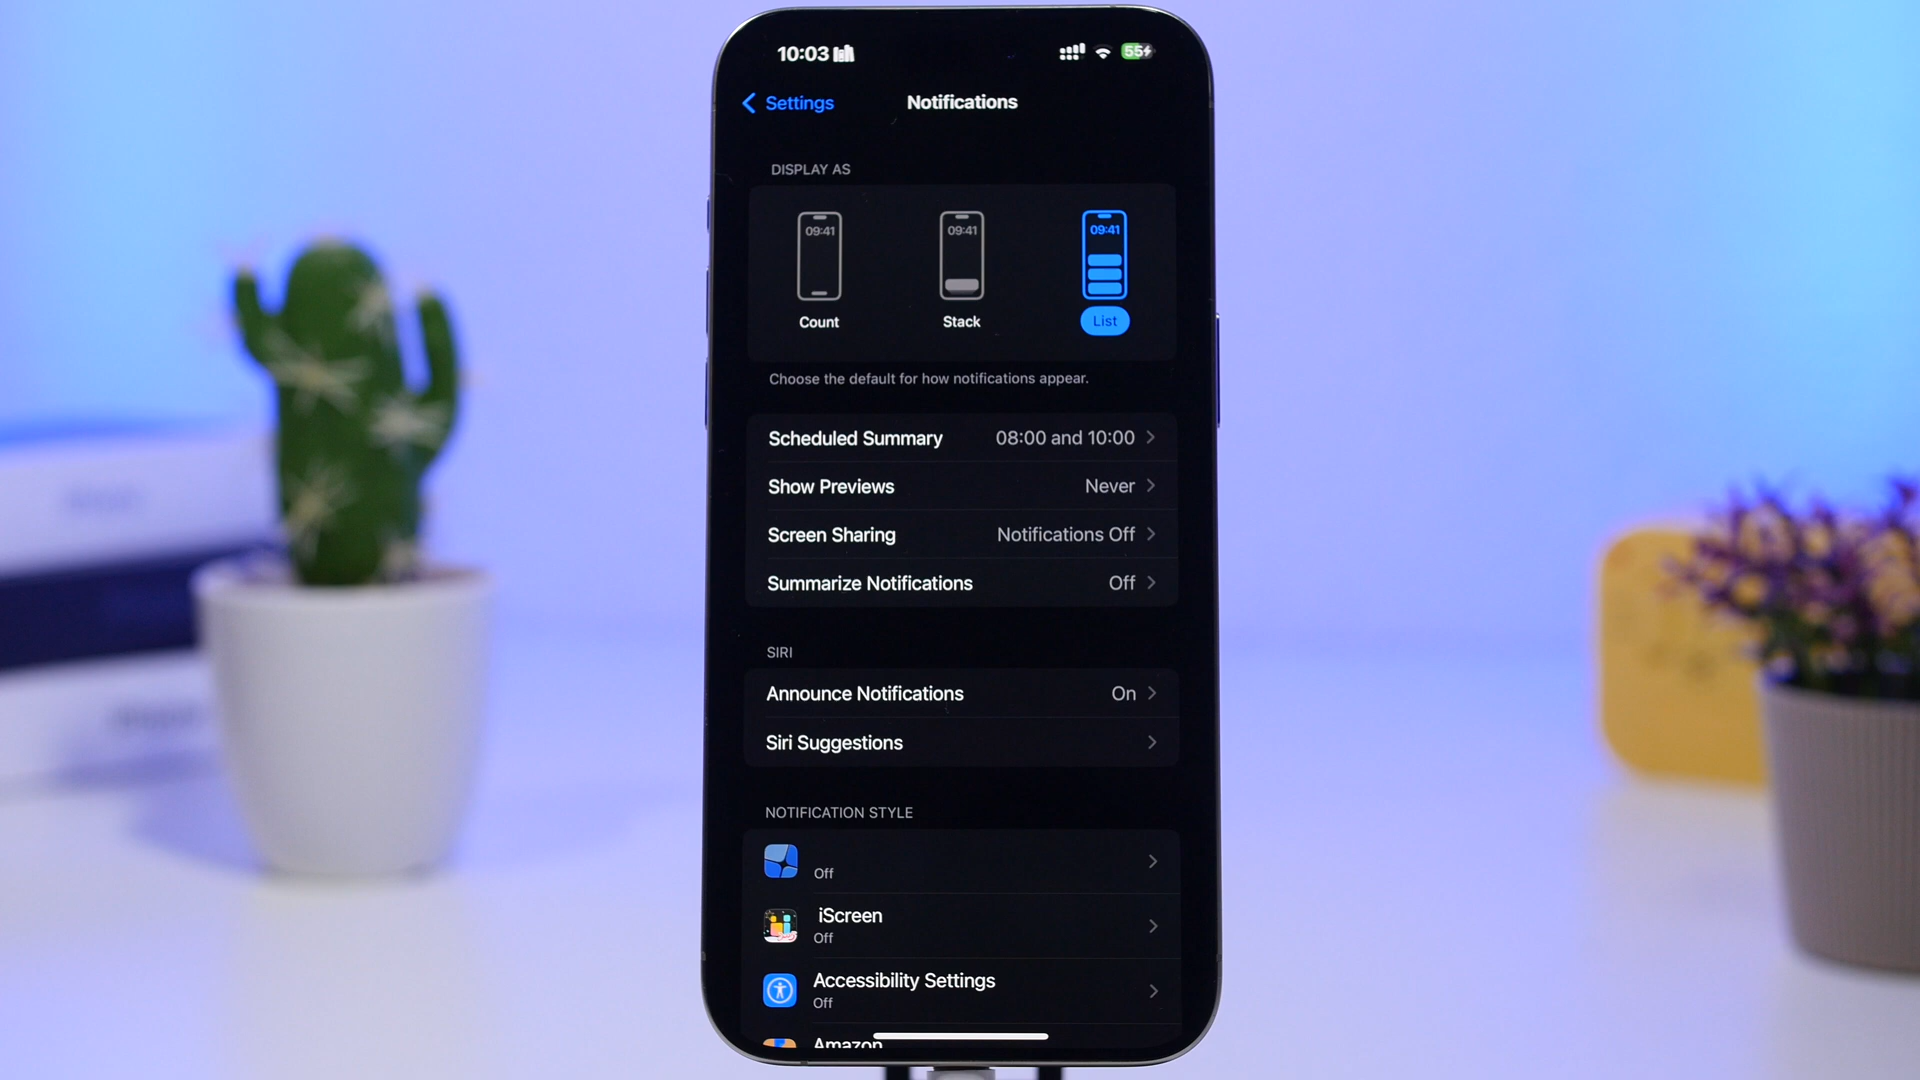 10:03
55
Settings
Notifications
DISPLAY AS
09:41
09:41
09:41
Count
Stack
List
Choose the default for how notifications appear.
Scheduled Summary 08:00 and 10:00
Show Previews Never
Screen Sharing Notifications Off
Summarize Notifications Off
SIRI
Announce Notifications On
Siri Suggestions
NOTIFICATION STYLE
Off
iScreen
Off
Accessibility Settings
Off
Amazon